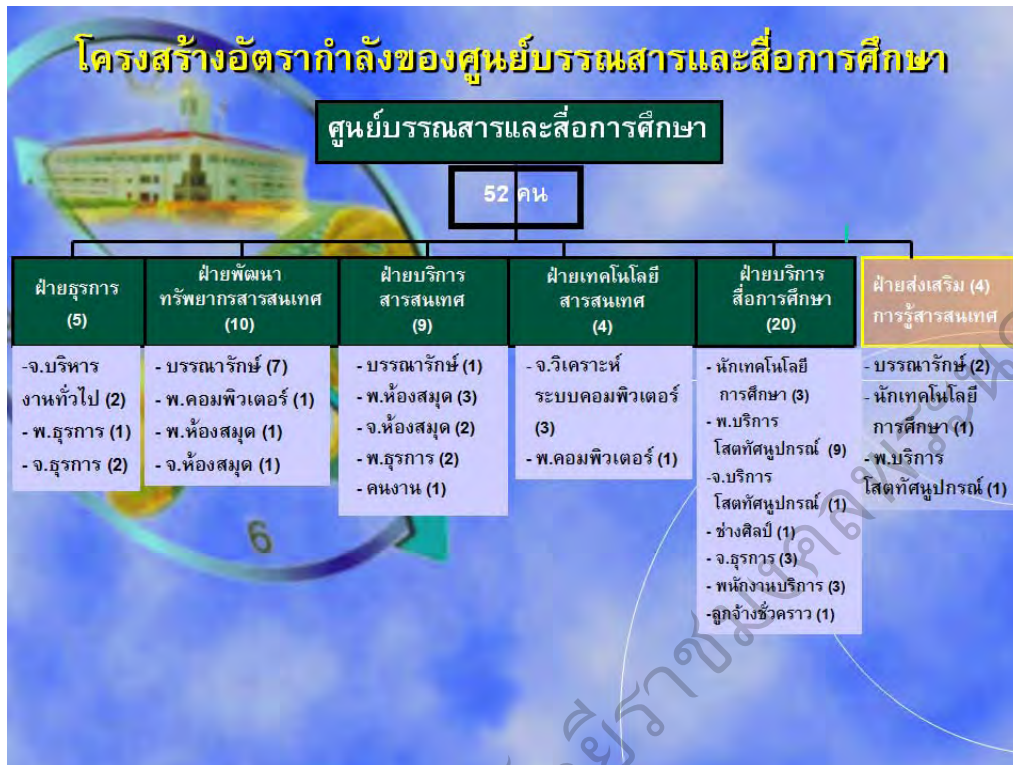 โครงสร้างอัตรากำลังของศูนย์บรรณสารและสื่อการศึกษา
ศูนย์บรรณสารและสื่อการศึกษา
52 คน
ฝ่ายธุรการ
(5)
-จ.บริหาร
งานทั่วไป (2)
- พ.ธุรการ (1)
- จ.ธุรการ (2)
ฝ่ายพัฒนา
ทรัพยากรสารสนเทศ
(10)
- บรรณารักษ์ (7)
- พ.คอมพิวเตอร์ (1)
- พ.ห้องสมุด (1)
- จ.ห้องสมุด (1)
ฝ่ายบริการ
สารสนเทศ
(9)
- บรรณารักษ์ (1)
- พ.ห้องสมุด (3)
- จ.ห้องสมุด (2)
- พ.ธุรการ (2)
- คนงาน (1)
ฝ่ายเทคโนโลยี
สารสนเทศ
(4)
- จ.วิเคราะห์
ระบบคอมพิวเตอร์
(3)
- พ.คอมพิวเตอร์ (1)
ฝ่ายบริการ
สื่อการศึกษา
(20)
- นักเทคโนโลยี
การศึกษา (3)
- พ.บริการ
โสตทัศนูปกรณ์ (9)
-จ.บริการ
โสตทัศนูปกรณ์ (1)
- ช่างศิลป์ (1)
- จ.ธุรการ (3)
- พนักงานบริการ (3)
-ลูกจ้างชั่วคราว (1)
ฝ่ายส่งเสริม (4)
การรู้สารสนเทศ
- บรรณารักษ์ (2)
- นักเทคโนโลยี
การศึกษา (1)
- พ.บริการ
โสตทัศนูปกรณ์ (1)
6